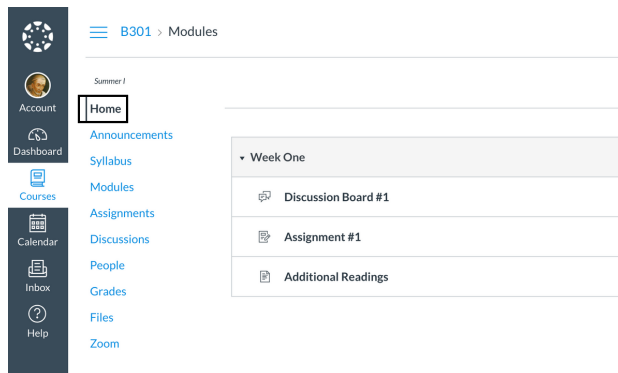 B301 > Modules
Account
Dashboard
Courses
Calendar
Inbox
Help
Summer I
Home
Announcements
Syllabus
Modules
Assignments
Discussions
People
Grades
Files
Zoom
Week One
Discussion Board #1
Assignment #1
Additional Readings